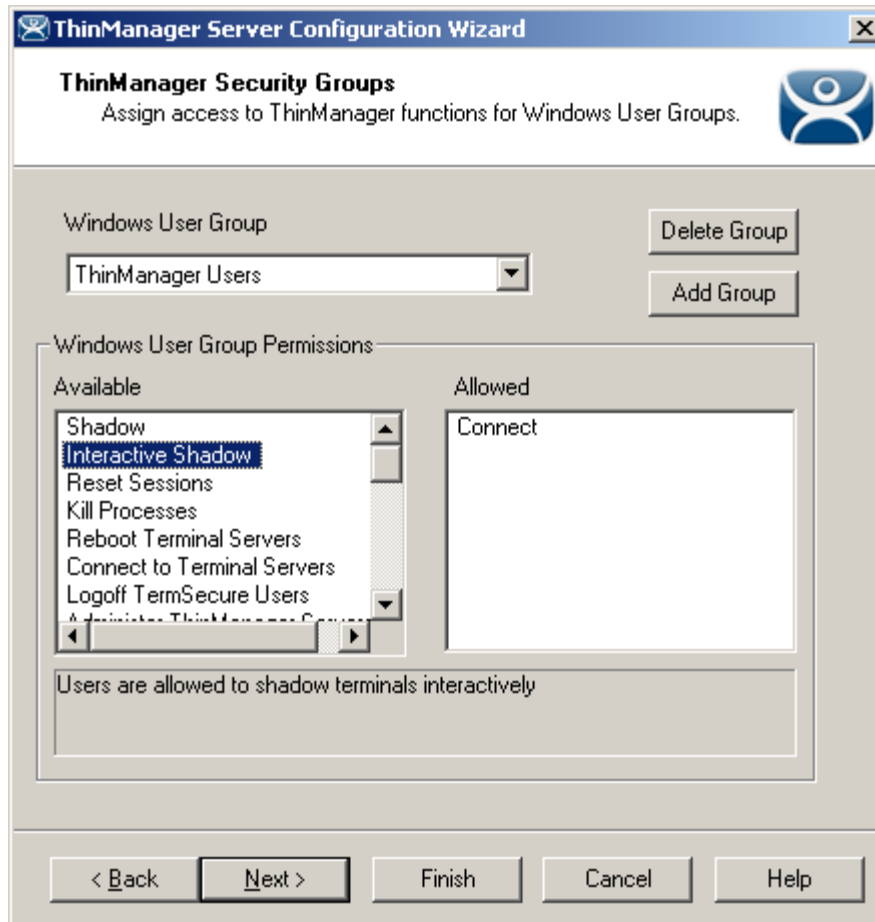 ThinManager Server Configuration Wizard
ThinManager Security Groups
Assign access to ThinManager functions for Windows User Groups.
Windows User Group
Delete Group
ThinManager Users
Add Group
Windows User Group Permissions
Available
Allowed
Shadow
Connect
Interactive Shadow
Reset Sessions
Kill Processes
Reboot Terminal Servers
Connect to Terminal Servers
Logoff TermSecure Users
Administer ThinManager
Users are allowed to shadow terminals interactively
< Back
Next >
Finish
Cancel
Help